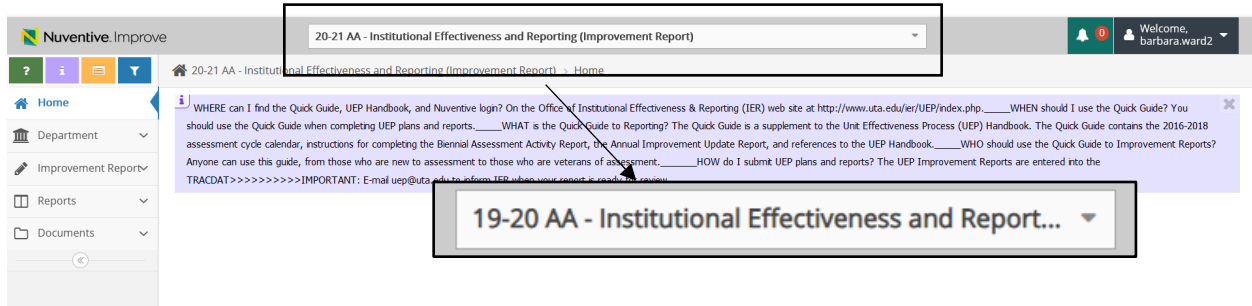 Nuventive. Improve
20-21 AA - Institutional Effectiveness and Reporting (Improvement Report)
0
Welcome,
barbara.ward2
? i
20-21 AA - Institutional Effectiveness and Reporting (Improvement Report) > Home
Home
Department
Improvement Report
Reports
Documents
i WHERE can I find the Quick Guide, UEP Handbook, and Nuventive login? On the Office of Institutional Effectiveness & Reporting (IER) web site at http://www.uta.edu/ier/UEP/index.php._____WHEN should I use the Quick Guide? You
should use the Quick Guide when completing UEP plans and reports._____WHAT is the Quick Guide to Reporting? The Quick Guide is a supplement to the Unit Effectiveness Process (UEP) Handbook. The Quick Guide contains the 2016-2018
assessment cycle calendar, instructions for completing the Biennial Assessment Activity Report, the Annual Improvement Update Report, and references to the UEP Handbook._____WHO should use the Quick Guide to Improvement Reports?
Anyone can use this guide, from those who are new to assessment to those who are veterans of assessment.______HOW do I submit UEP plans and reports? The UEP Improvement Reports are entered into the
TRACDAT>>>>>>>>>>IMPORTANT: E-mail uep@uta.edu to inform IER when your report is ready for review
19-20 AA - Institutional Effectiveness and Report...